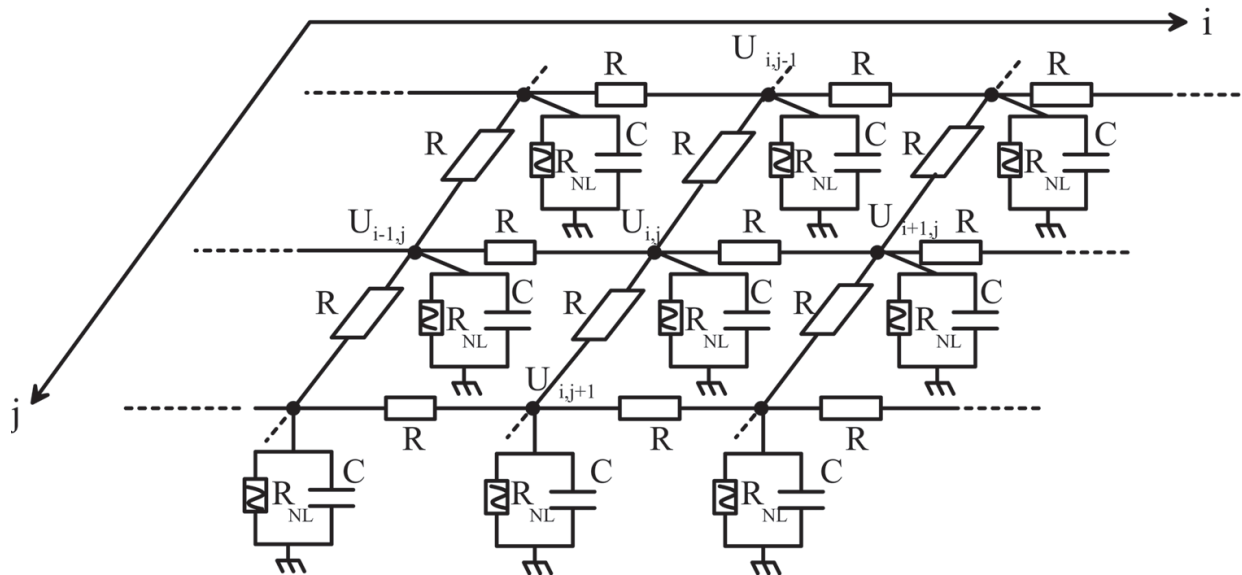 i
U i,j-1
R R R
R C R C R C
R NL R NL R NL
U i-1,j R U i,j R U i+1,j R
R C R C R C
R NL R NL R NL
U i,j+1
j
R R R
C C C
R NL R NL R NL